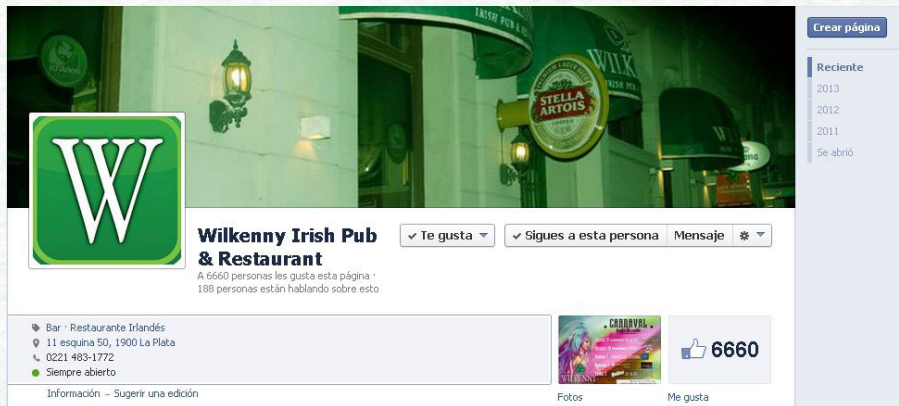 IRISH PUB &
WILK
IRISH PUB
STELLA
ARTOIS
Crear página
Reciente
2013
2012
2011
Se abrió
W
Wilkenny Irish Pub
& Restaurant
Te gusta
Sigues a esta persona
Mensaje
A 6660 personas les gusta esta página ·
188 personas están hablando sobre esto
Bar · Restaurante Irlandés
11 esquina 50, 1900 La Plata
0221 483-1772
Siempre abierto
Información – Sugerir una edición
CARNAVAL
WILKENNY
Fotos
6660
Me gusta